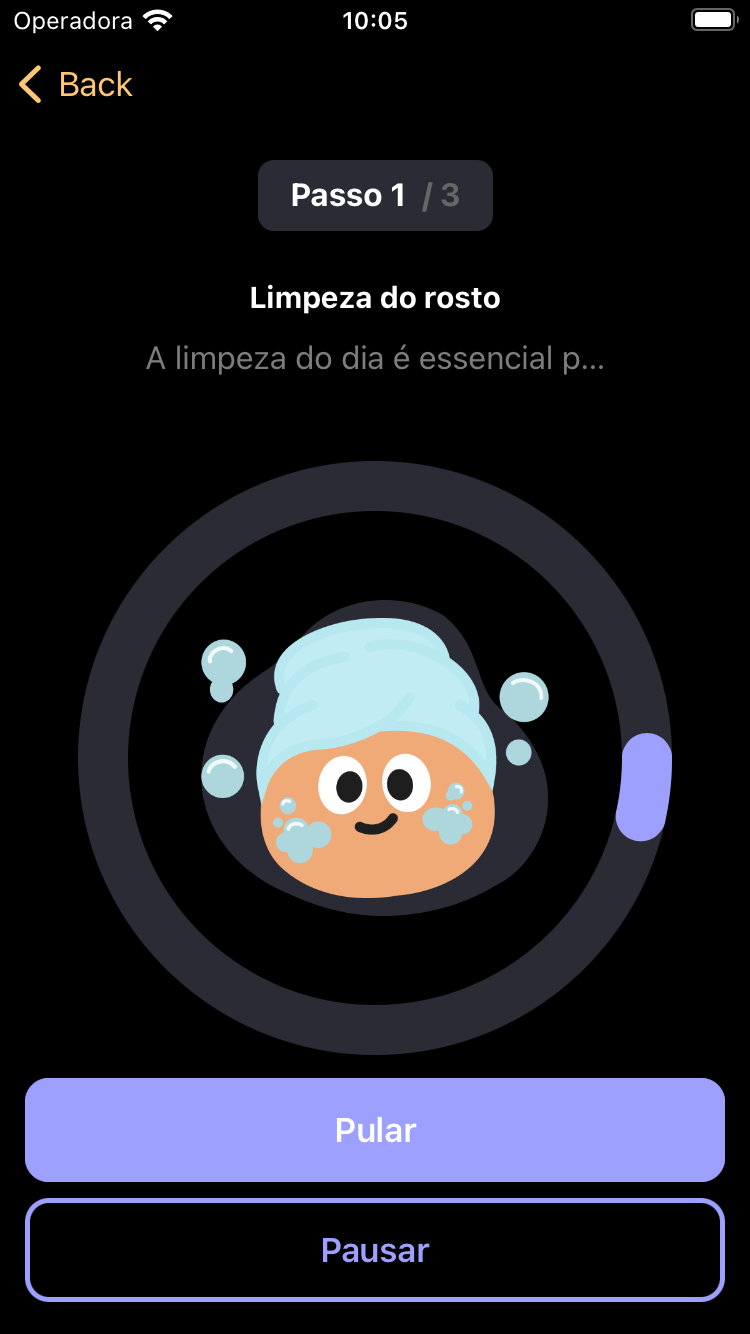 Operadora 10:05
Back
Passo 1 / 3
Limpeza do rosto
A limpeza do dia é essencial p...
Pular
Pausar